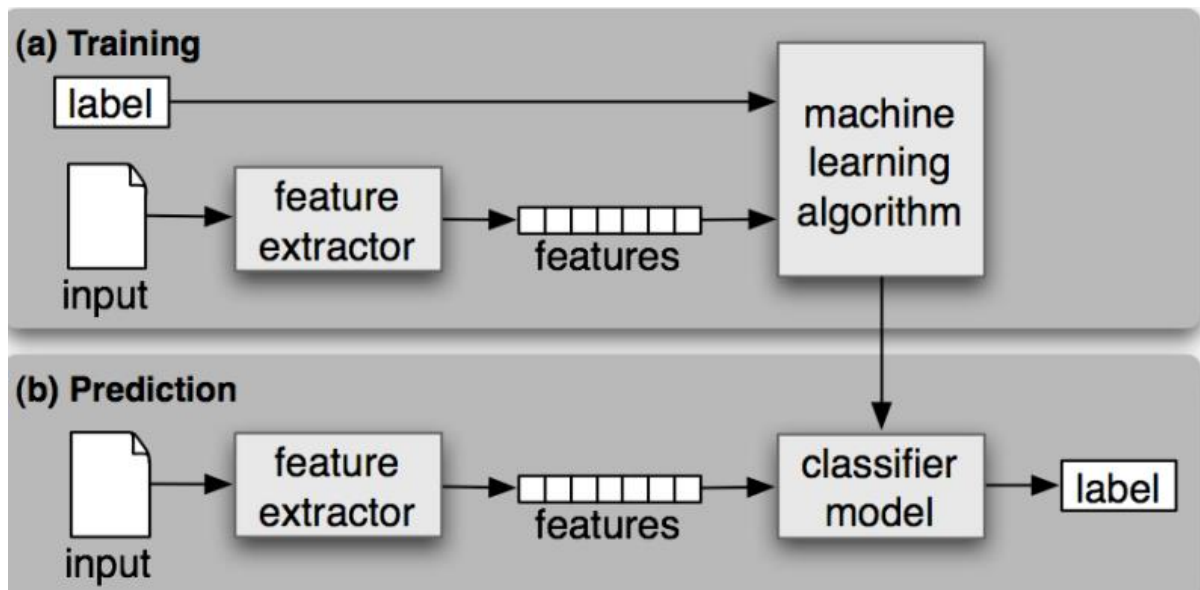 (a) Training
label
machine
learning
algorithm
feature
extractor
features
input
(b) Prediction
feature
extractor
features
classifier
model
label
input